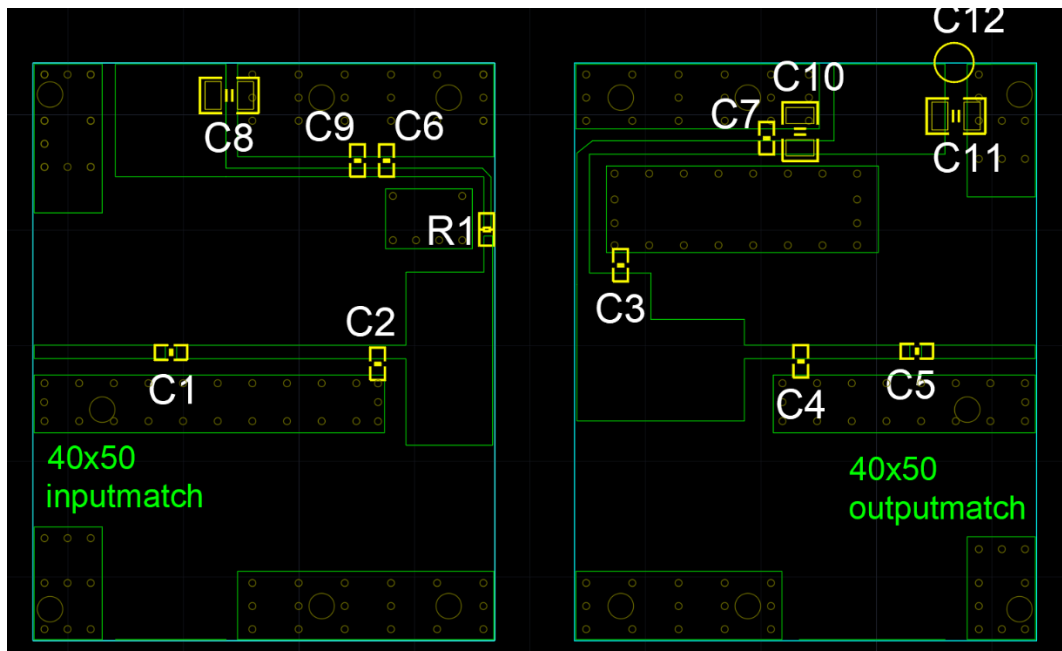 C12
C10
C8
C9
C6
C7
C11
R1
C3
C2
C1
C4
C5
40x50
inputmatch
40x50
outputmatch